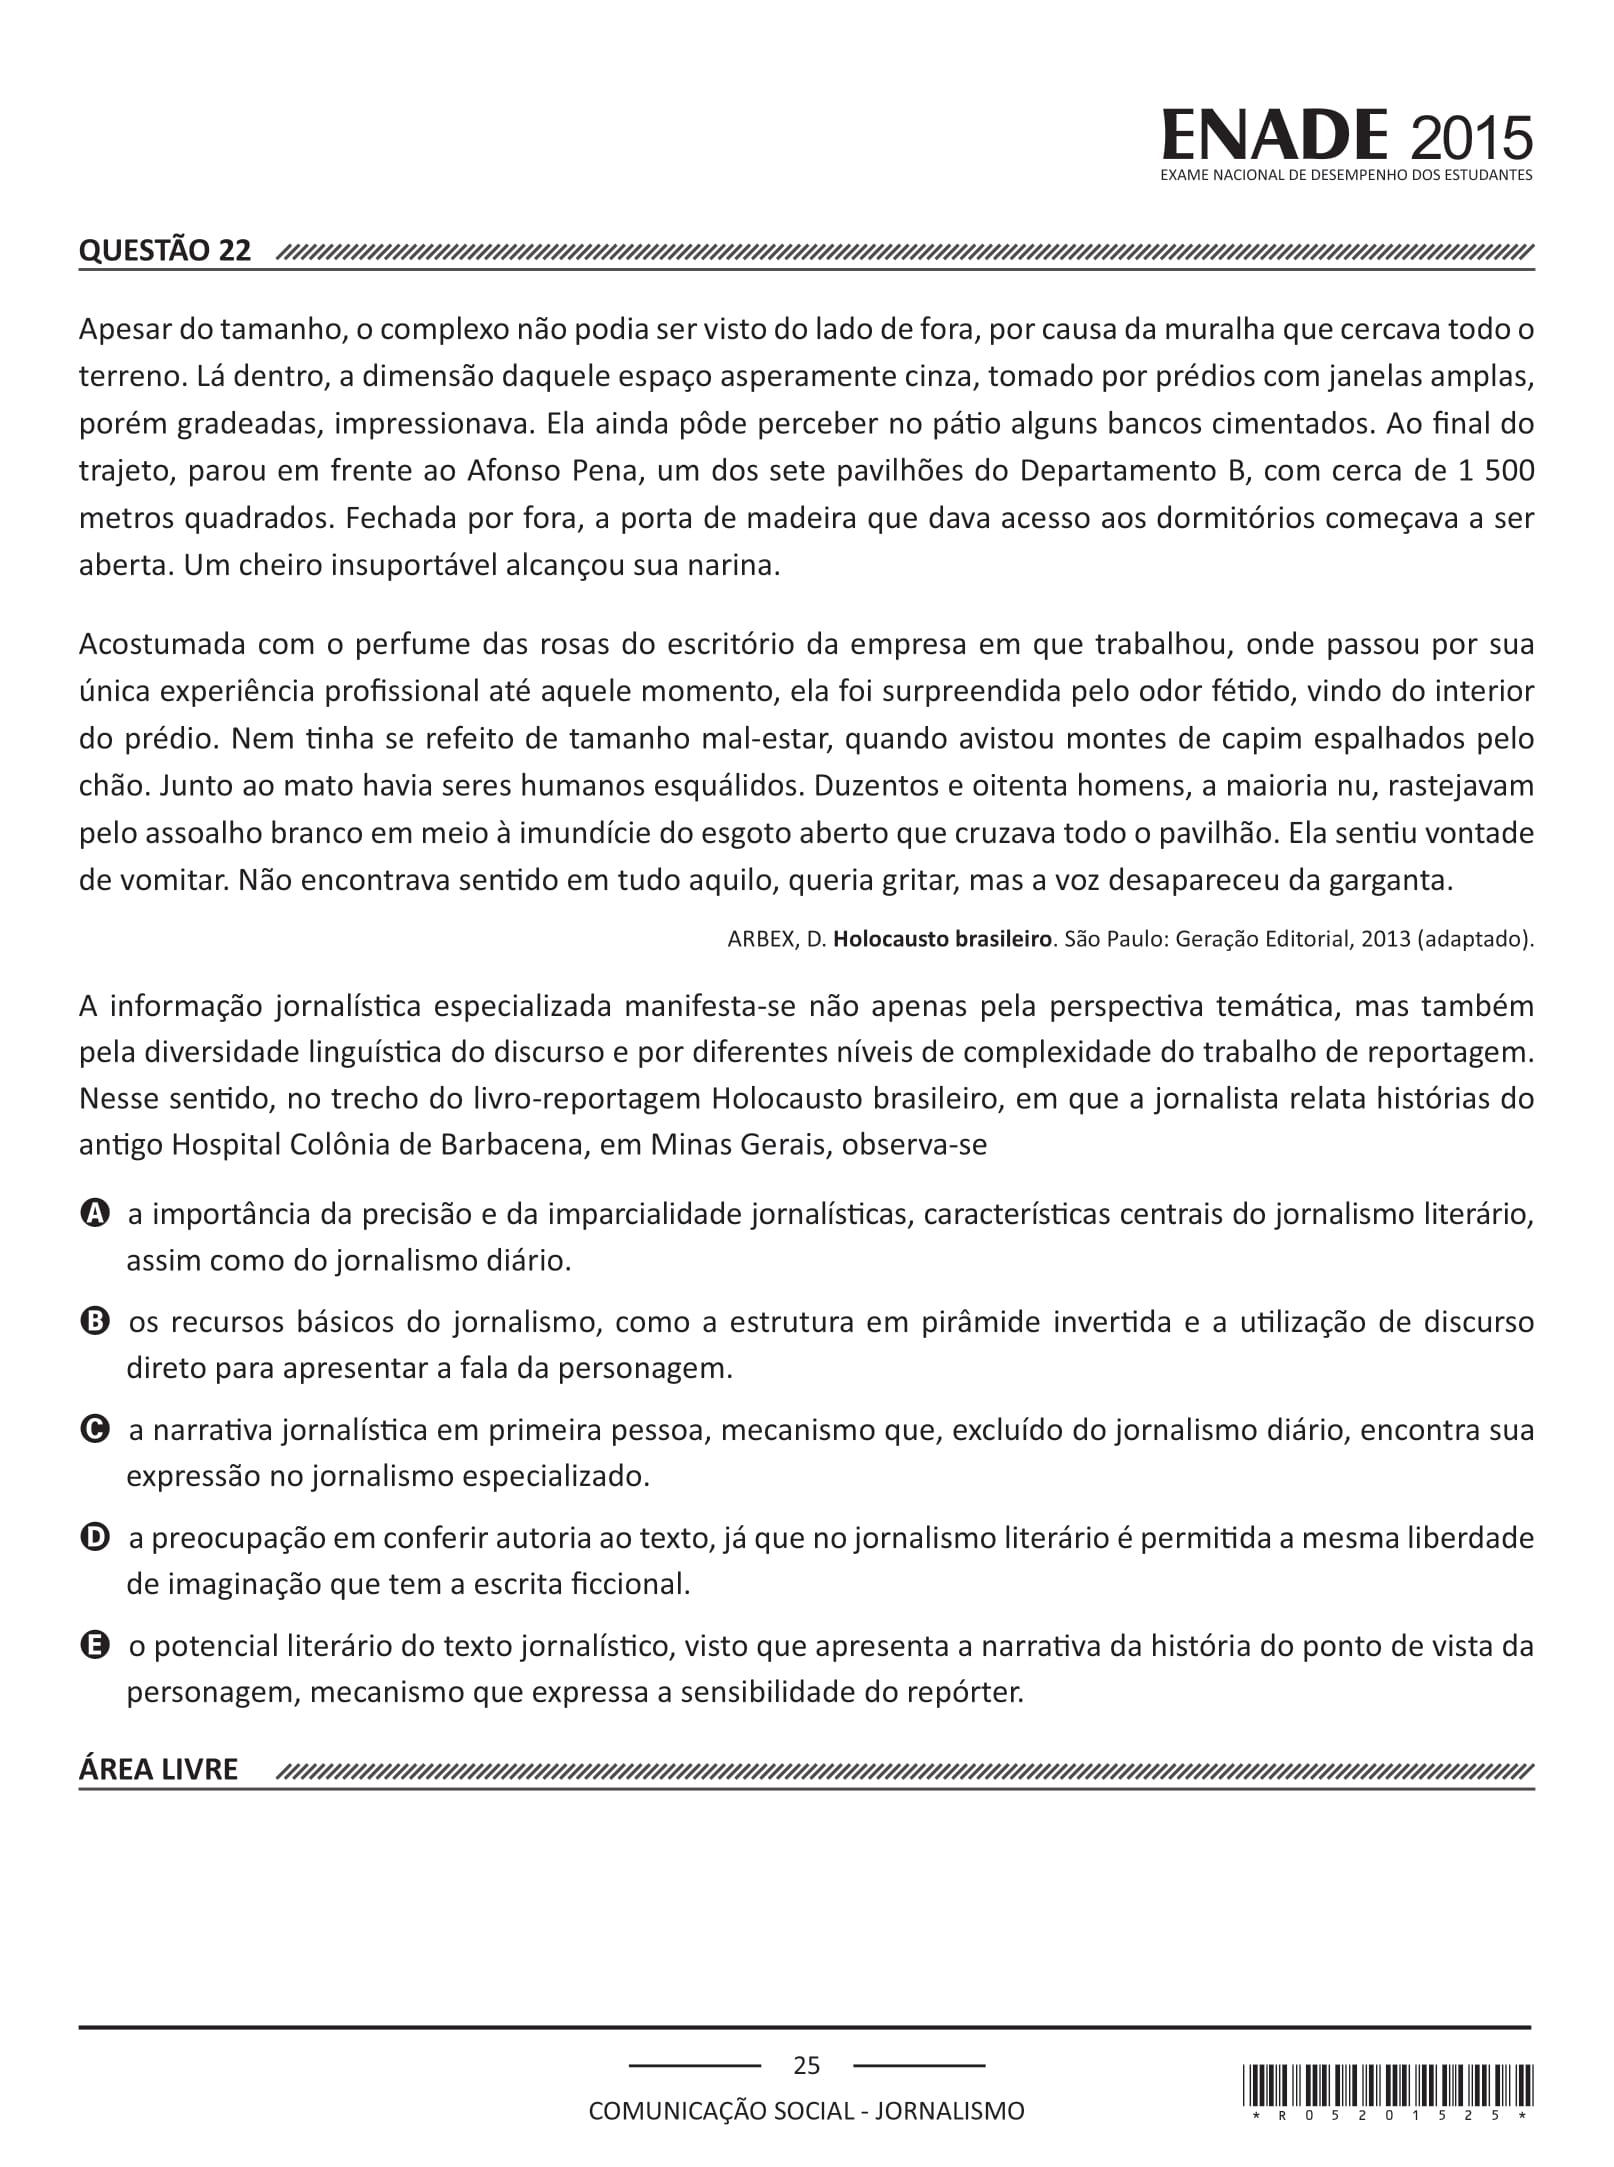 ENADE 2015
EXAME NACIONAL DE DESEMPENHO DOS ESTUDANTES
QUESTÃO 22
Apesar do tamanho, o complexo não podia ser visto do lado de fora, por causa da muralha que cercava todo o
terreno. Lá dentro, a dimensão daquele espaço asperamente cinza, tomado por prédios com janelas amplas,
porém gradeadas, impressionava. Ela ainda pôde perceber no pátio alguns bancos cimentados. Ao final do
trajeto, parou em frente ao Afonso Pena, um dos sete pavilhões do Departamento B, com cerca de 1 500
metros quadrados. Fechada por fora, a porta de madeira que dava acesso aos dormitórios começava a ser
aberta. Um cheiro insuportável alcançou sua narina.
Acostumada com o perfume das rosas do escritório da empresa em que trabalhou, onde passou por sua
única experiência profissional até aquele momento, ela foi surpreendida pelo odor fétido, vindo do interior
do prédio. Nem tinha se refeito de tamanho mal-estar, quando avistou montes de capim espalhados pelo
chão. Junto ao mato havia seres humanos esquálidos. Duzentos e oitenta homens, a maioria nu, rastejavam
pelo assoalho branco em meio à imundície do esgoto aberto que cruzava todo o pavilhão. Ela sentiu vontade
de vomitar. Não encontrava sentido em tudo aquilo, queria gritar, mas a voz desapareceu da garganta.
ARBEX, D. Holocausto brasileiro. São Paulo: Geração Editorial, 2013 (adaptado).
A informação jornalística especializada manifesta-se não apenas pela perspectiva temática, mas também
pela diversidade linguística do discurso e por diferentes níveis de complexidade do trabalho de reportagem.
Nesse sentido, no trecho do livro-reportagem Holocausto brasileiro, em que a jornalista relata histórias do
antigo Hospital Colônia de Barbacena, em Minas Gerais, observa-se
A a importância da precisão e da imparcialidade jornalísticas, características centrais do jornalismo literário,
assim como do jornalismo diário.
B os recursos básicos do jornalismo, como a estrutura em pirâmide invertida e a utilização de discurso
direto para apresentar a fala da personagem.
C a narrativa jornalística em primeira pessoa, mecanismo que, excluído do jornalismo diário, encontra sua
expressão no jornalismo especializado.
D a preocupação em conferir autoria ao texto, já que no jornalismo literário é permitida a mesma liberdade
de imaginação que tem a escrita ficcional.
E o potencial literário do texto jornalístico, visto que apresenta a narrativa da história do ponto de vista da
personagem, mecanismo que expressa a sensibilidade do repórter.
ÁREA LIVRE
25
COMUNICAÇÃO SOCIAL - JORNALISMO
*R05201525*